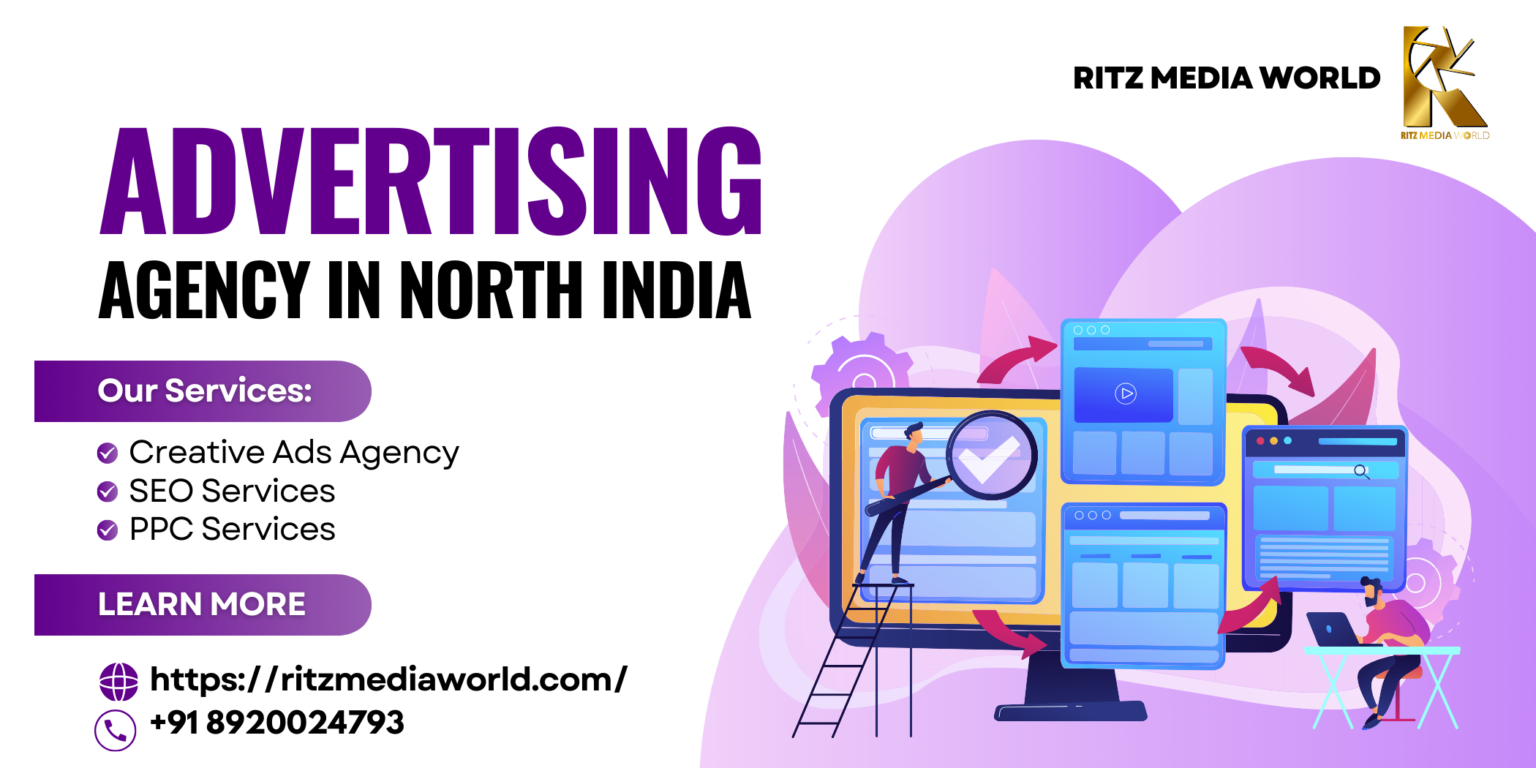 RITZ MEDIA WORLD
RITZ MEDIA WORLD
ADVERTISING
AGENCY IN NORTH INDIA
Our Services:
Creative Ads Agency
SEO Services
PPC Services
LEARN MORE
https://ritzmediaworld.com/
+91 8920024793